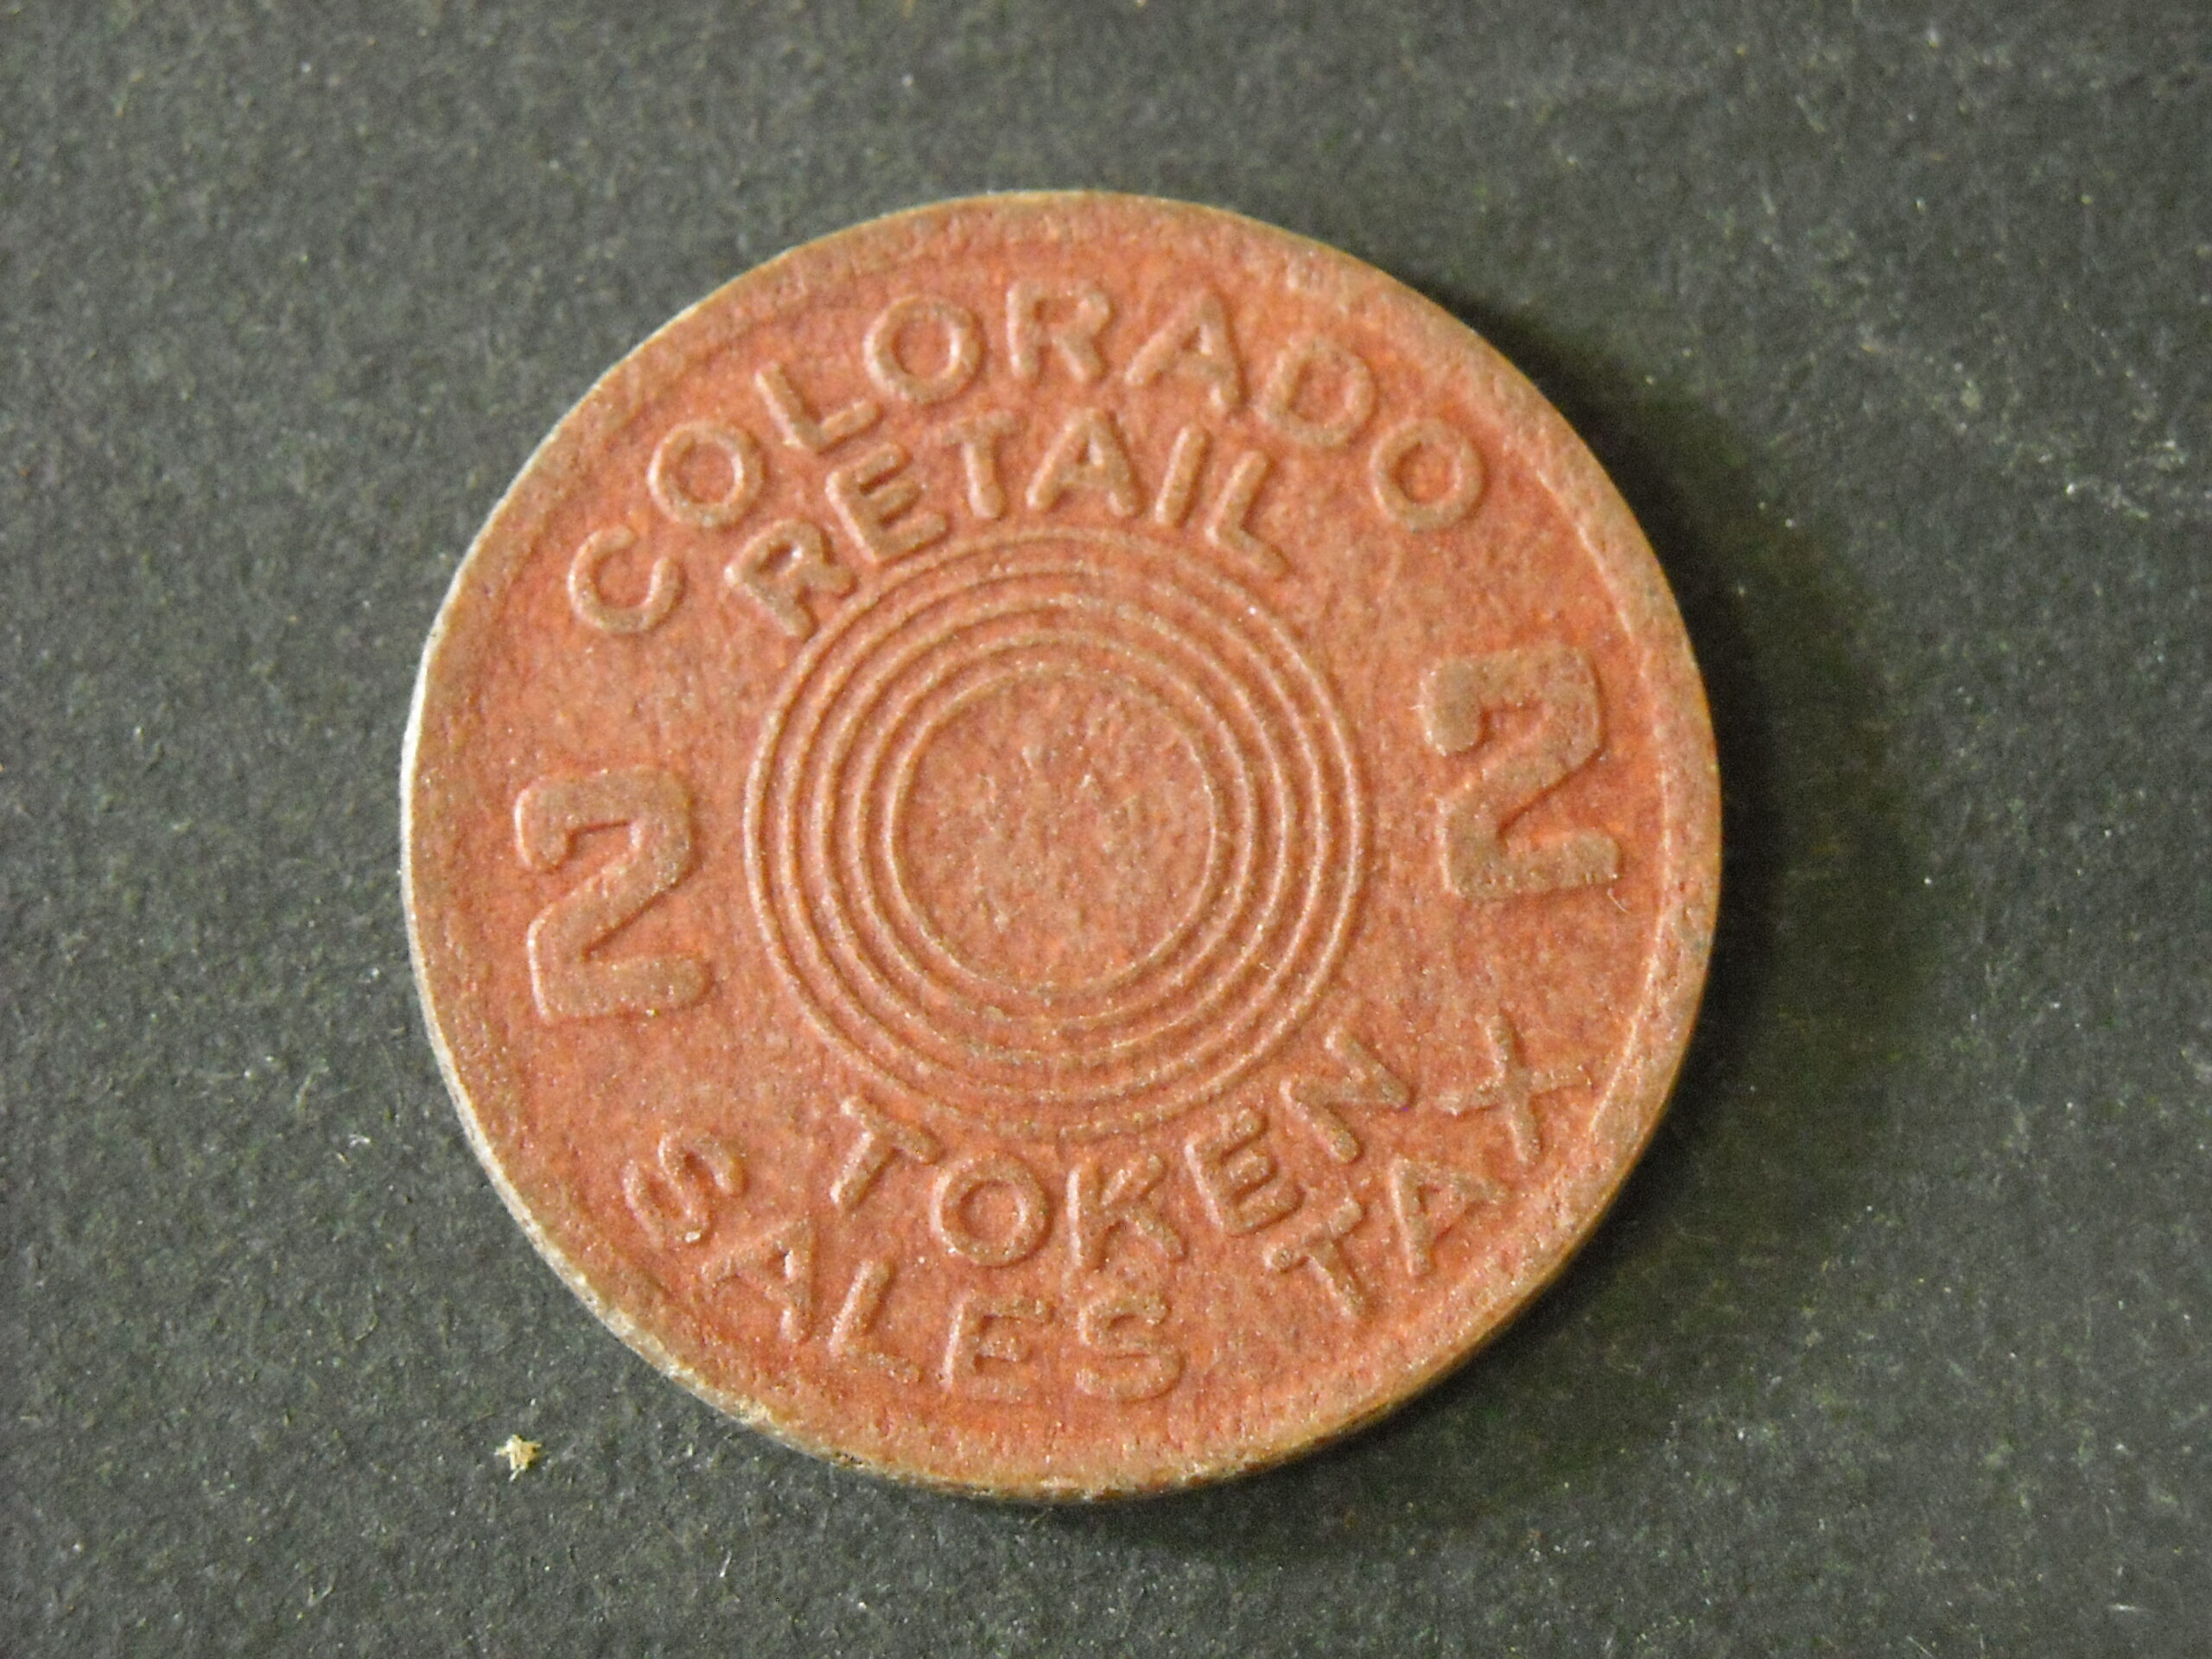 COLORADO
RETAIL
2 2
TOKEN
SALES TAX